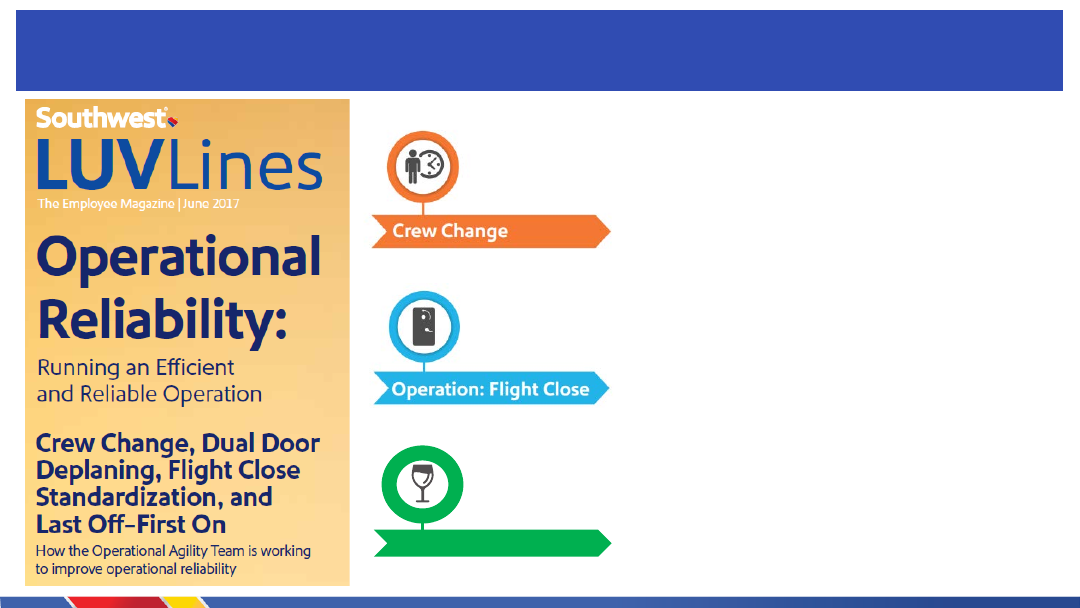 Southwest®
LUVLines
The Employee Magazine | June 2017
Operational
Reliability:
Running an Efficient
and Reliable Operation
Crew Change, Dual Door
Deplaning, Flight Close
Standardization, and
Last Off-First On
How the Operational Agility Team is working
to improve operational reliability
Crew Change
Operation: Flight Close